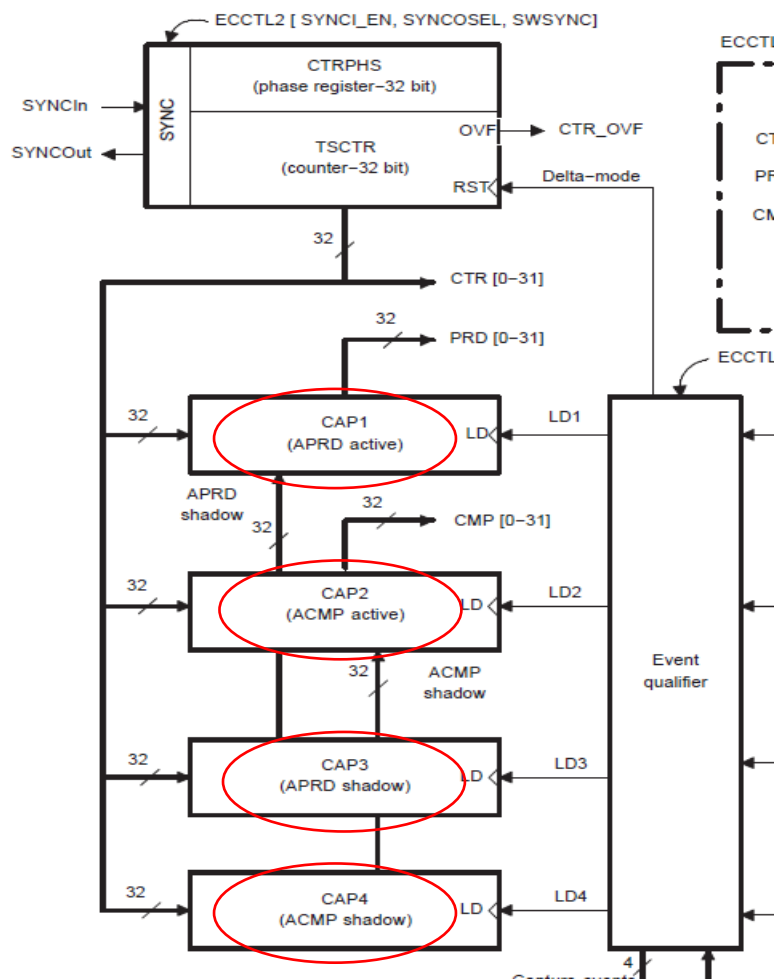 ECCTL2 [ SYNCI_EN, SYNCOSEL, SWSYNC]
ECCTL
CTRPHS
(phase register−32 bit)
SYNCIn
SYNC
SYNCOut
TSCTR
(counter−32 bit)
OVF
CTR_OVF
RST
Delta−mode
CT
PR
CM
32
CTR [0−31]
32
PRD [0−31]
ECCTL
32
CAP1
(APRD active)
LD
LD1
APRD
shadow
32
32
CMP [0−31]
32
CAP2
(ACMP active)
LD
LD2
32
ACMP
shadow
Event
qualifier
32
CAP3
(APRD shadow)
LD
LD3
32
CAP4
(ACMP shadow)
LD
LD4
4